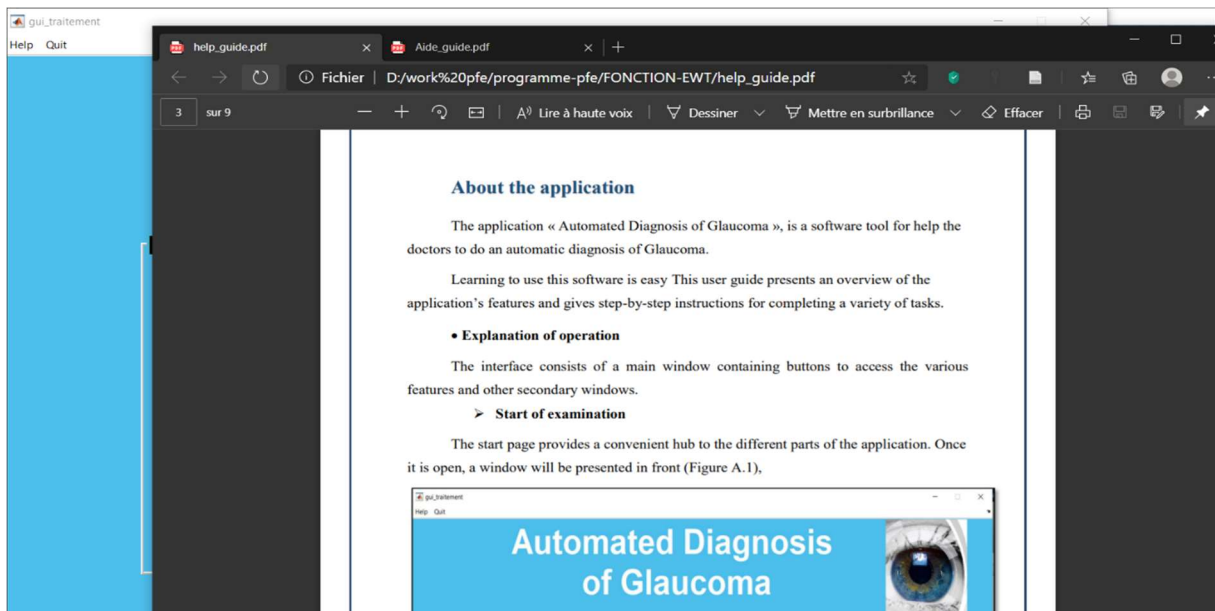 gui_traitement
Help Quit
help_guide.pdf
Aide_guide.pdf
Fichier
D:/work%20pfe/programme-pfe/FONCTION-EWT/help_guide.pdf
3 sur 9
Lire à haute voix
Dessiner
Mettre en surbrillance
Effacer
About the application
The application « Automated Diagnosis of Glaucoma », is a software tool for help the
doctors to do an automatic diagnosis of Glaucoma.
Learning to use this software is easy This user guide presents an overview of the
application's features and gives step-by-step instructions for completing a variety of tasks.
• Explanation of operation
The interface consists of a main window containing buttons to access the various
features and other secondary windows.
➤ Start of examination
The start page provides a convenient hub to the different parts of the application. Once
it is open, a window will be presented in front (Figure A.1),
gui_traitement
Help Quit
Automated Diagnosis
of Glaucoma